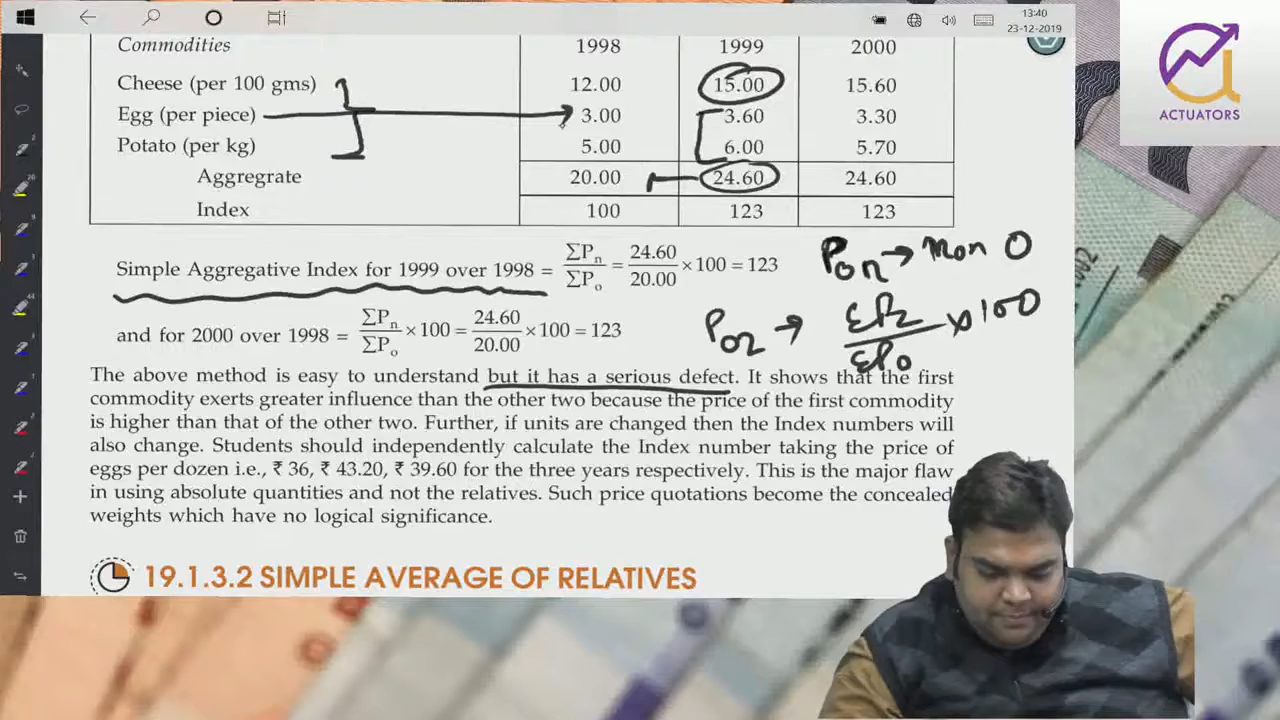 13:40
23-12-2019
ACTUATORS
Commodities 1998 1999 2000
Cheese (per 100 gms) 12.00 15.00 15.60
Egg (per piece) 3.00 3.60 3.30
Potato (per kg) 5.00 6.00 5.70
Aggregrate 20.00 24.60 24.60
Index 100 123 123
Simple Aggregative Index for 1999 over 1998 = ΣPn/ΣPo = 24.60/20.00 × 100 = 123
P0n → n on 0
and for 2000 over 1998 = ΣPn/ΣPo × 100 = 24.60/20.00 × 100 = 123
P02 → ΣP2/ΣP0 × 100
The above method is easy to understand but it has a serious defect. It shows that the first
commodity exerts greater influence than the other two because the price of the first commodity
is higher than that of the other two. Further, if units are changed then the Index numbers will
also change. Students should independently calculate the Index number taking the price of
eggs per dozen i.e., ₹ 36, ₹ 43.20, ₹ 39.60 for the three years respectively. This is the major flaw
in using absolute quantities and not the relatives. Such price quotations become the concealed
weights which have no logical significance.
19.1.3.2 SIMPLE AVERAGE OF RELATIVES